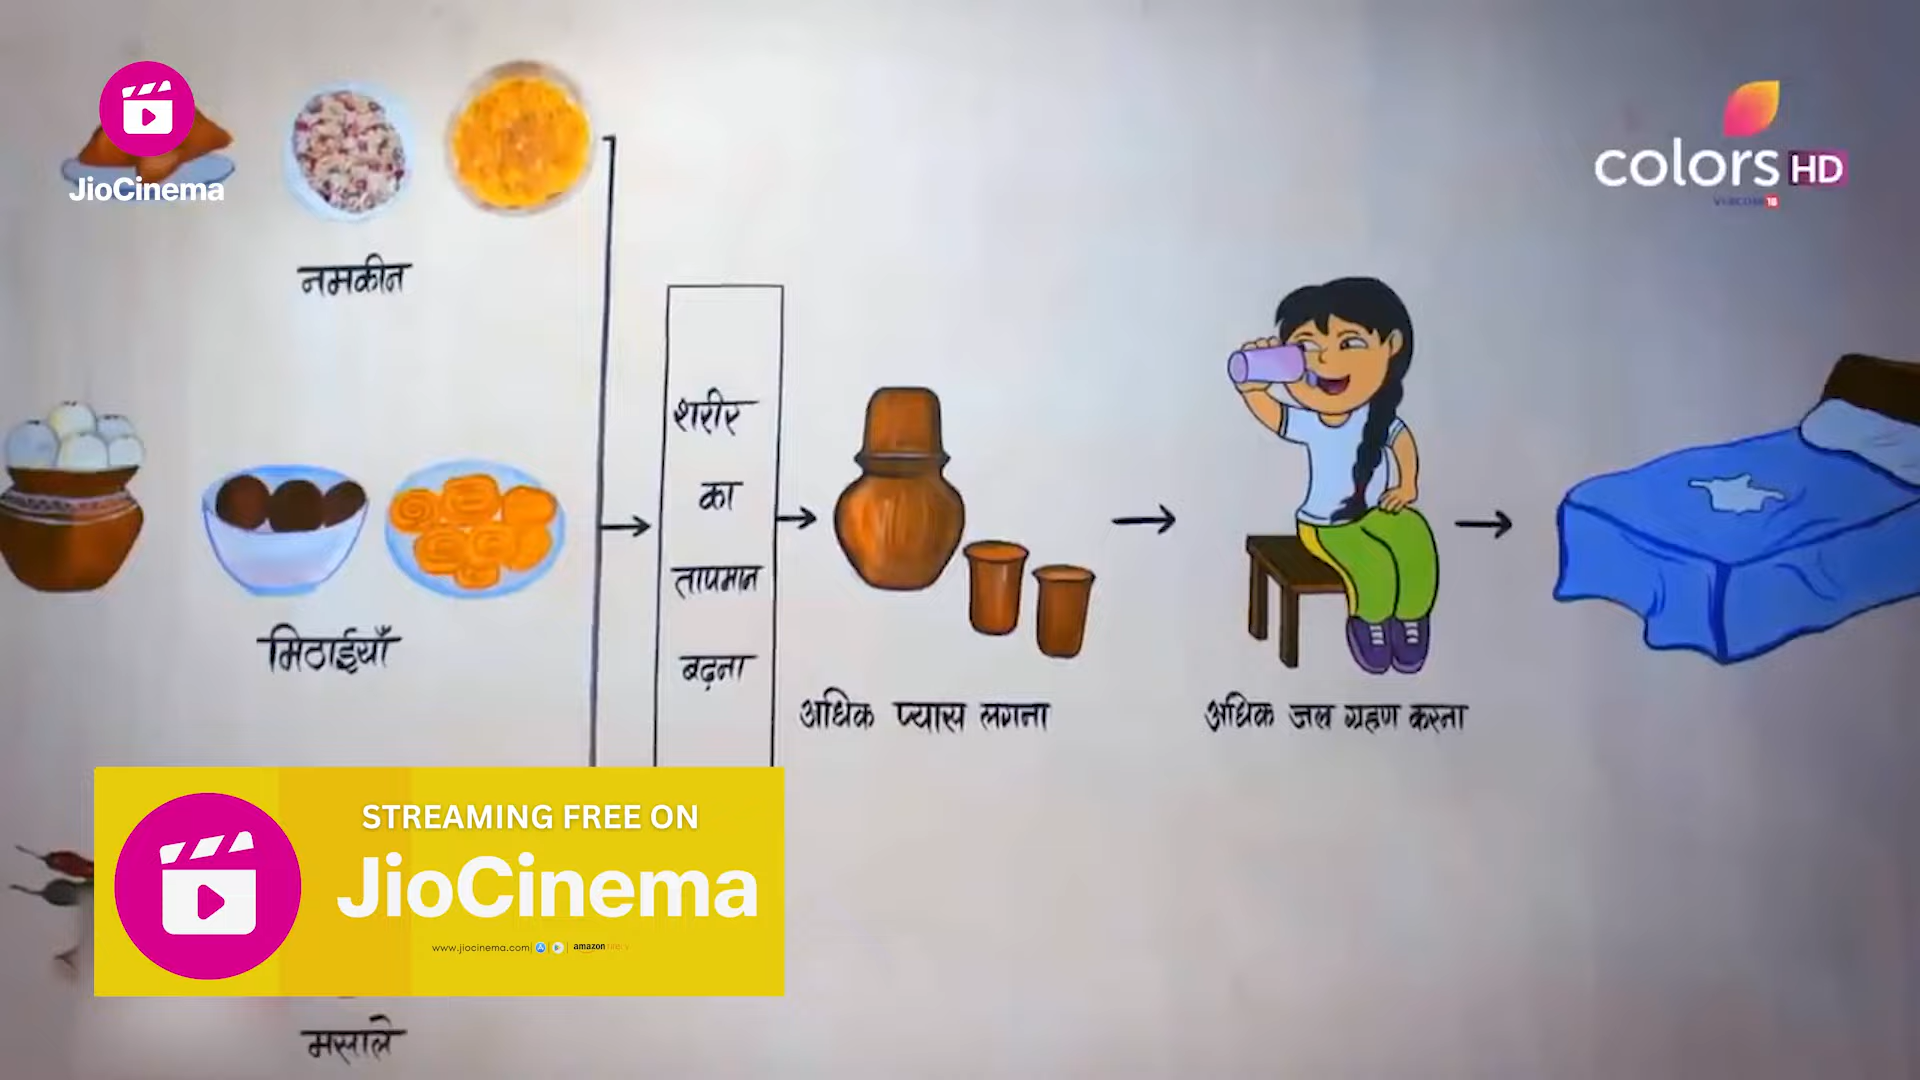 JioCinema
colors HD
VIACOM18
नमकीन
मिठाईयाँ
मसाले
शरीर
का
तापमान
बढ़ना
अधिक प्यास लगना
अधिक जल ग्रहण करना
STREAMING FREE ON
JioCinema
www.jiocinema.com
amazon